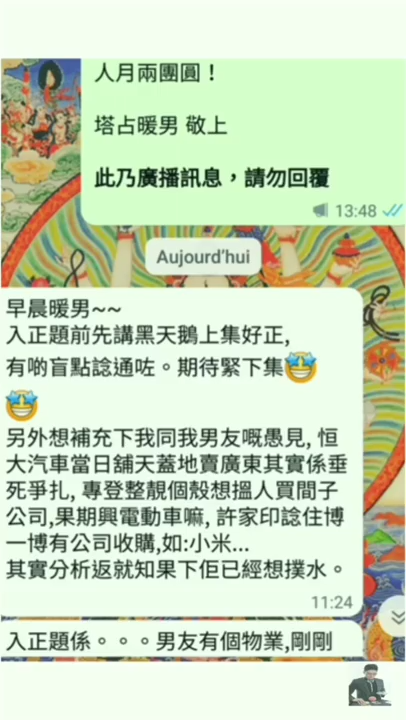 人月兩團圓！
塔占暖男 敬上
此乃廣播訊息，請勿回覆
13:48
Aujourd’hui
早晨暖男~~
入正題前先講黑天鵝上集好正,
有啲盲點諗通咗。期待緊下集🤩
🤩
另外想補充下我同我男友嘅愚見, 恒
大汽車當日舖天蓋地賣廣東其實係垂
死爭扎, 專登整靚個殼想搵人買間子
公司,果期興電動車嘛, 許家印諗住博
一博有公司收購,如:小米...
其實分析返就知果下佢已經想撲水。
11:24
入正題係。。。男友有個物業,剛剛